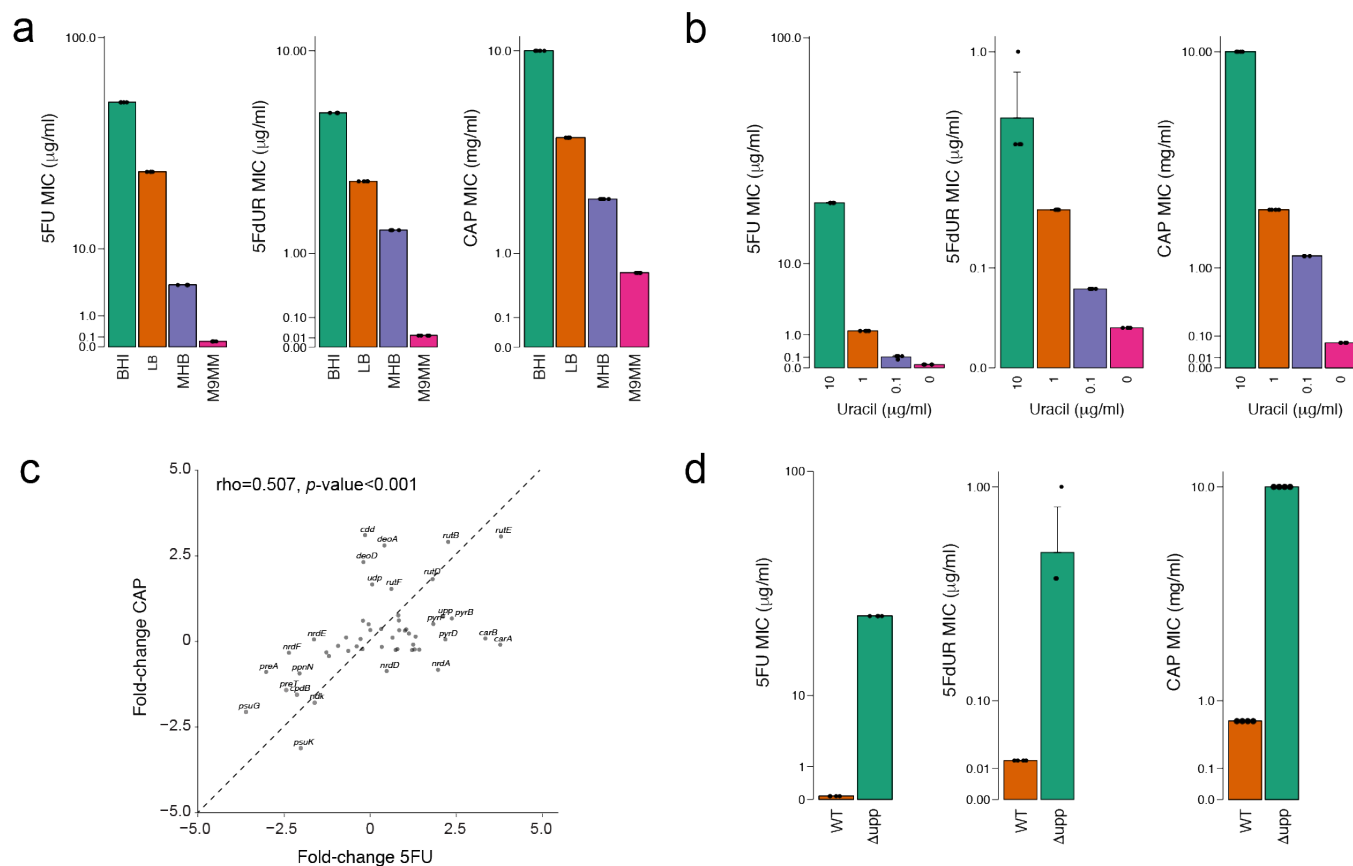 a
5FU MIC (μg/ml)
100.0
10.0
1.0
0.1
0.0
BHI
LB
MHB
M9MM
5FdUR MIC (μg/ml)
10.00
1.00
0.10
0.01
0.00
BHI
LB
MHB
M9MM
CAP MIC (mg/ml)
10.0
1.0
0.1
0.0
BHI
LB
MHB
M9MM
b
5FU MIC (μg/ml)
100.0
10.0
1.0
0.1
0.0
10
1
0.1
0
Uracil (μg/ml)
5FdUR MIC (μg/ml)
1.0
0.1
0.0
10
1
0.1
0
Uracil (μg/ml)
CAP MIC (mg/ml)
10.00
1.00
0.10
0.01
0.00
10
1
0.1
0
Uracil (μg/ml)
c
rho=0.507, p-value<0.001
Fold-change CAP
5.0
2.5
0
−2.5
−5.0
cdd
deoA
deoD
udp
rutF
rutB
rutE
rutD
upp
pyrB
pyrF
pyrD
carB
carA
nrdE
nrdF
nrdD
nrdA
preA
ppnN
preT
cpdB
ndk
psuG
psuK
−5.0
−2.5
0
2.5
5.0
Fold-change 5FU
d
5FU MIC (μg/ml)
100
10
1
0
WT
Δupp
5FdUR MIC (μg/ml)
1.00
0.10
0.01
0.00
WT
Δupp
CAP MIC (mg/ml)
10.0
1.0
0.1
0.0
WT
Δupp